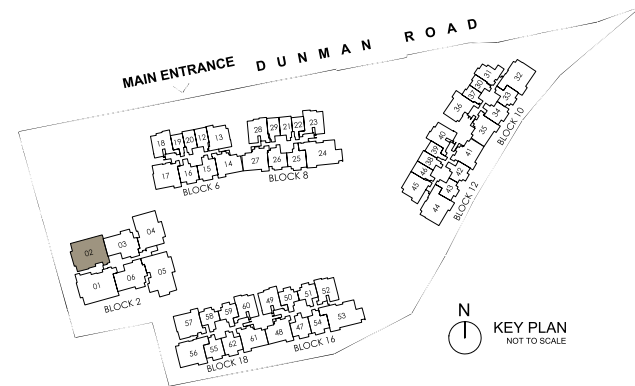 DUNMAN ROAD
MAIN ENTRANCE
18 19 20 12 13
17 16 15 14
BLOCK 6
28 29 21 22 23
27 26 25 24
BLOCK 8
37 30 31 32
36 35 34 33
BLOCK 10
40 39 38 46 45
41 42 43 44
BLOCK 12
02 03 04
01 06 05
BLOCK 2
57 58 59 60
56 55 62 61
BLOCK 18
49 50 51 52
48 47 54 53
BLOCK 16
N
KEY PLAN
NOT TO SCALE